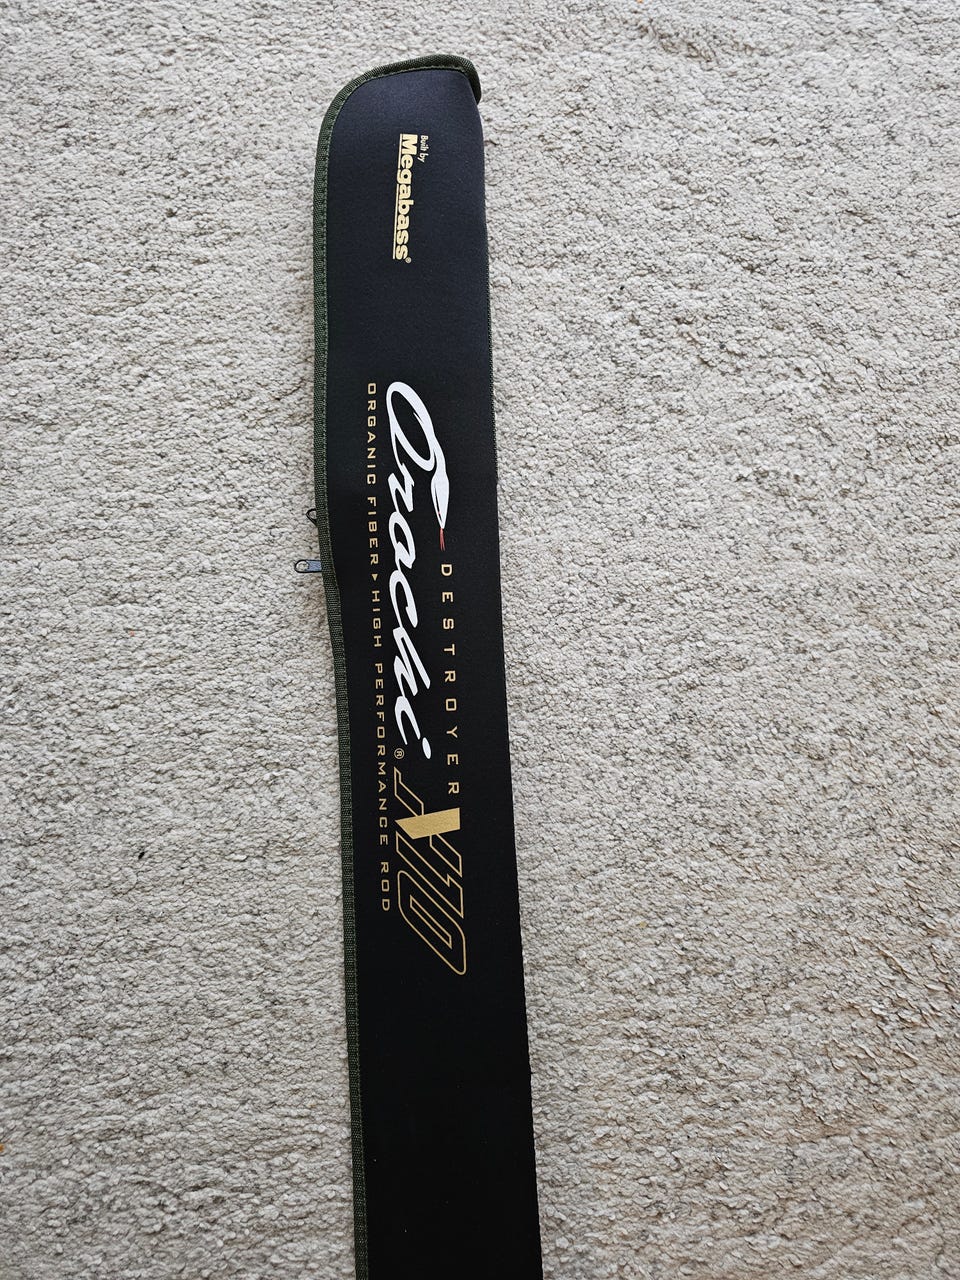 Built by
Megabass®
DESTROYER
Orochi® X10
ORGANIC FIBER▸HIGH PERFORMANCE ROD